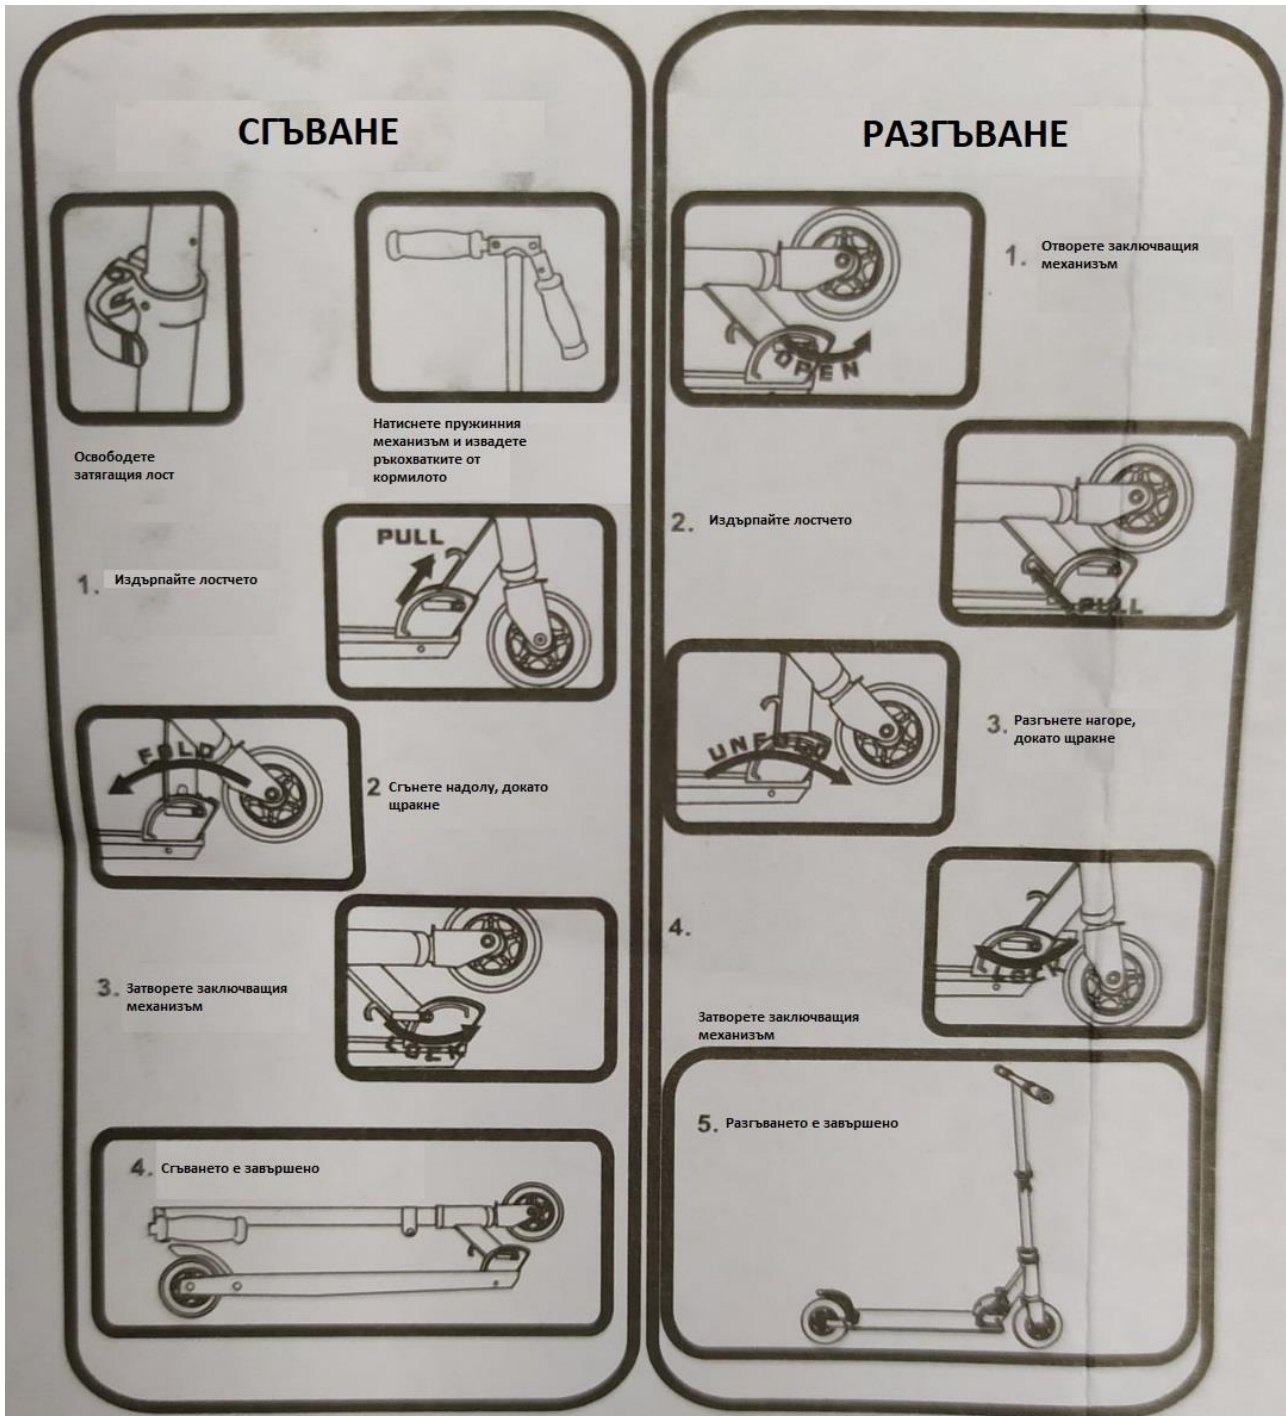 СГЪВАНЕ
Освободете
затягащия лост
Натиснете пружинния
механизъм и извадете
ръкохватките от
кормилото
1. Издърпайте лостчето
PULL
FOLD
2 Сгънете надолу, докато
щракне
3. Затворете заключващия
механизъм
LOCK
4. Сгъването е завършено
РАЗГЪВАНЕ
OPEN
1. Отворете заключващия
механизъм
2. Издърпайте лостчето
PULL
UNFOLD
3. Разгънете нагоре,
докато щракне
4.
LOCK
Затворете заключващия
механизъм
5. Разгъването е завършено